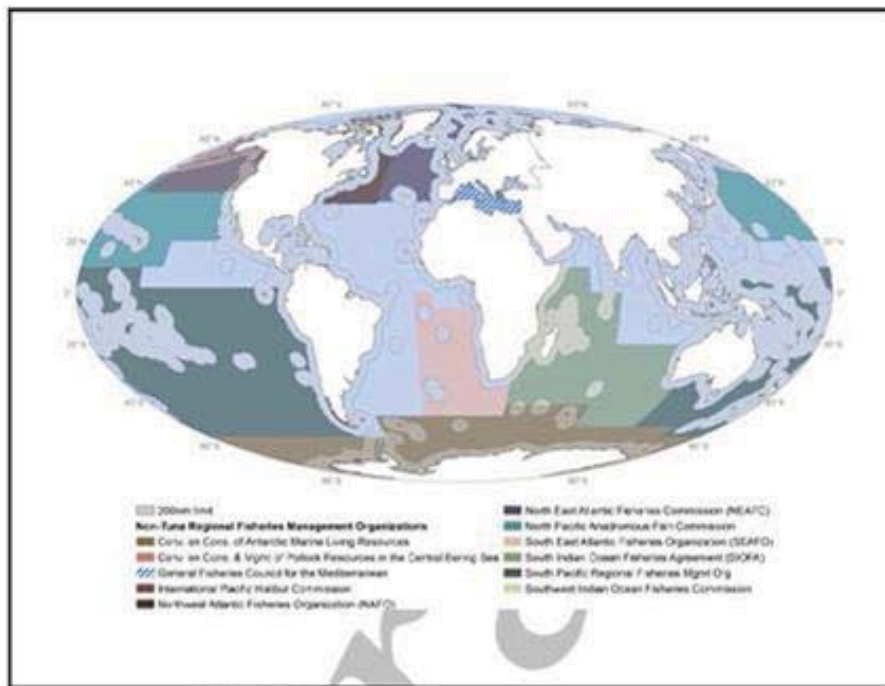 200nm limit
Non-Tuna Regional Fisheries Management Organizations
Conv. on Cons. of Antarctic Marine Living Resources
Conv. on Cons. & Mgmt of Pollock Resources in the Central Bering Sea
General Fisheries Council for the Mediterranean
International Pacific Halibut Commission
Northwest Atlantic Fisheries Organization (NAFO)
North East Atlantic Fisheries Commission (NEAFC)
North Pacific Anadromous Fish Commission
South East Atlantic Fisheries Organization (SEAFO)
South Indian Ocean Fisheries Agreement (SIOFA)
South Pacific Regional Fisheries Mgmt Org
Southwest Indian Ocean Fisheries Commission